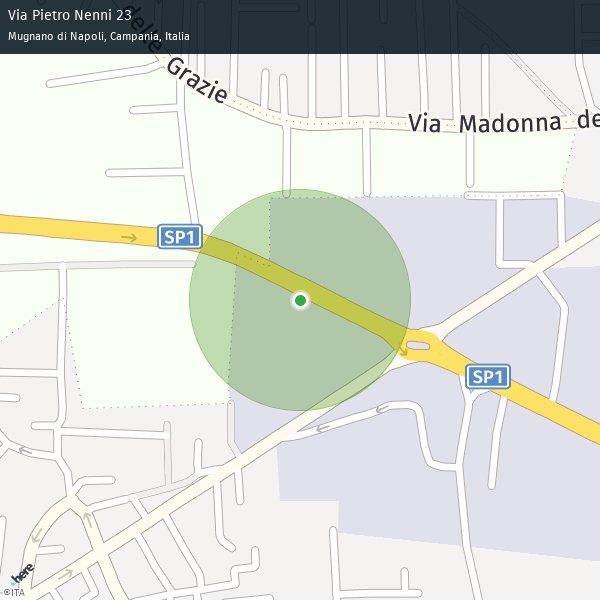 Via Pietro Nenni 23
Mugnano di Napoli, Campania, Italia
delle Grazie
Via Madonna de
SP1
SP1
here
©ITA